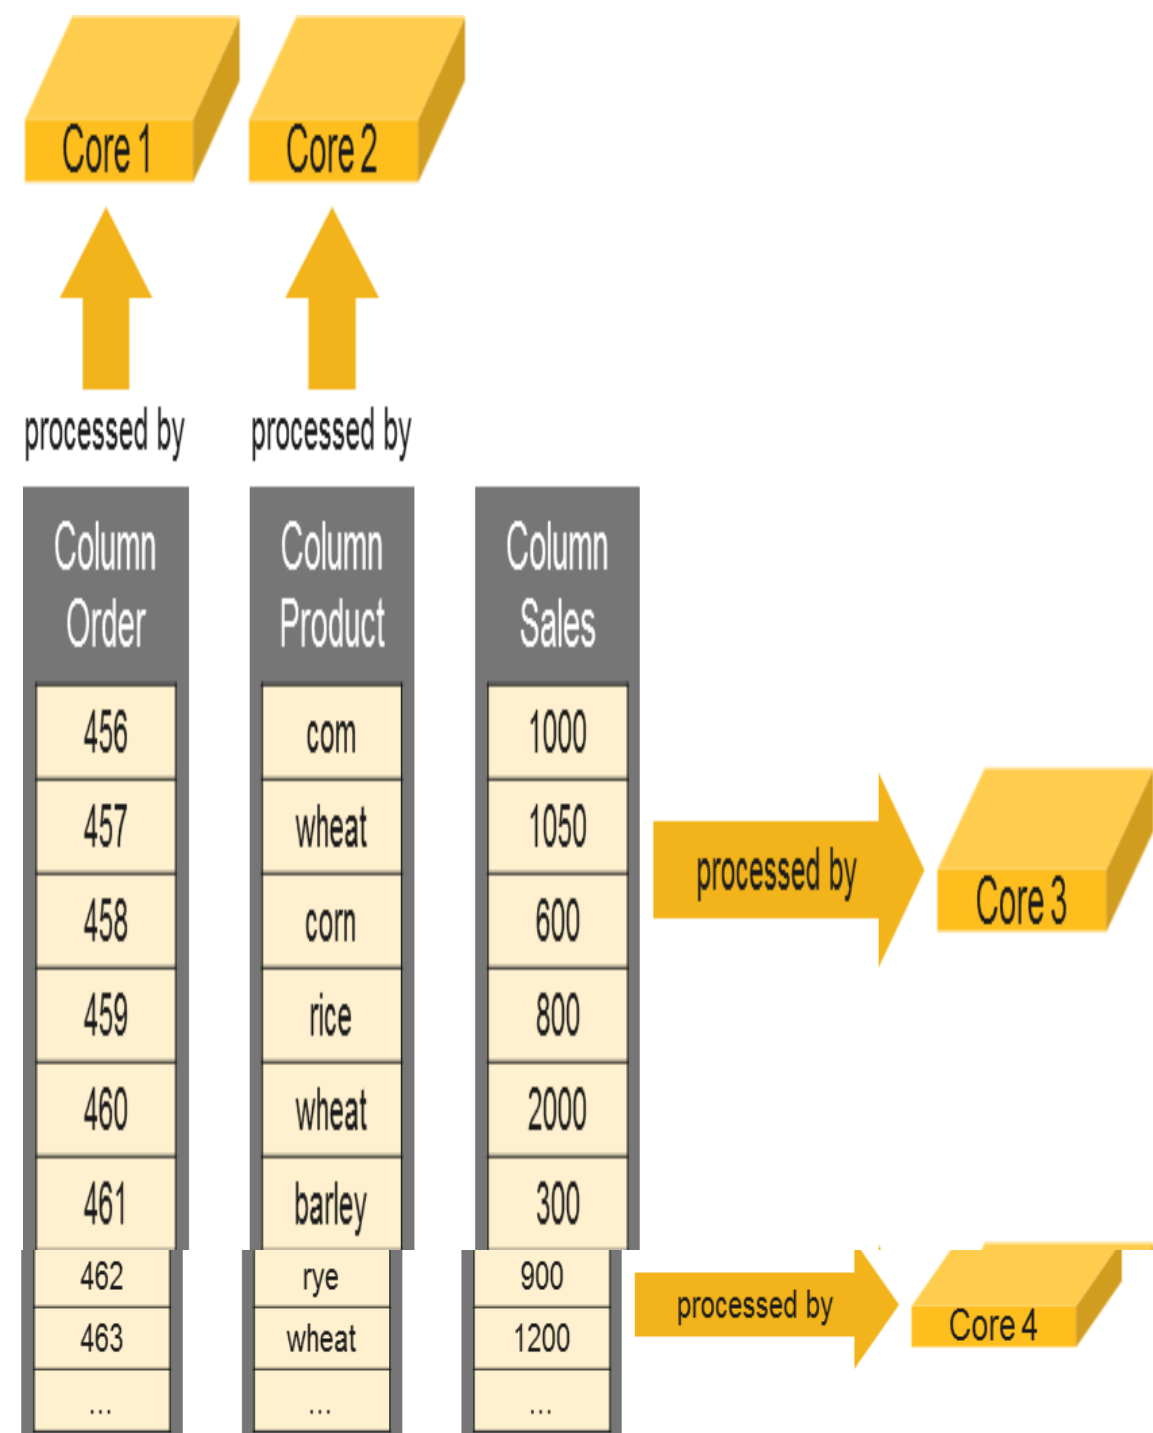 Core 1 Core 2
processed by processed by
Column Column Column
Order Product Sales
456 com 1000
457 wheat 1050
processed by
Core 3
458 corn 600
459 rice 800
460 wheat 2000
461 barley 300
462 rye 900
processed by
Core 4
463 wheat 1200
... ... ...